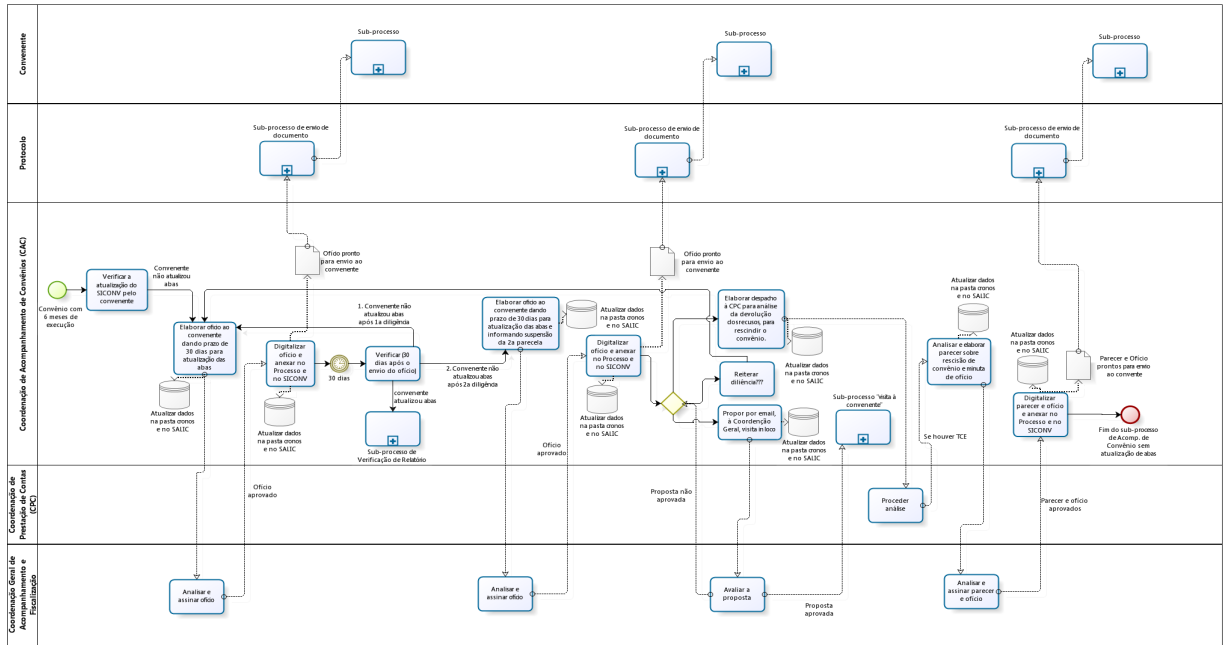 Convenente
Sub-processo
Sub-processo
Sub-processo
Protocolo
Sub-processo de envio de
documento
Sub-processo de envio de
documento
Sub-processo de envio de
documento
Coordenação de Acompanhamento de Convênios (CAC)
Convênio com
6 meses de
execução
Verificar a
atualização do
SICONV pelo
convenente
Convenente
não atualizou
abas
Elaborar ofício ao
convenente
dando prazo de
30 dias para
atualização das
abas
Atualizar dados
na pasta cronos
e no SALIC
Ofício pronto
para envio ao
convenente
Digitalizar
ofício e
anexar no
Processo e
no SICONV
Atualizar dados
na pasta cronos
e no SALIC
30 dias
1. Convenente não
atualizou abas
após 1a diligência
Verificar (30
dias após o
envio do ofício)
2. Convenente não
atualizou abas
após 2a diligência
convenente
atualizou abas
Sub-processo de
Verificação de Relatório
Elaborar ofício ao
convenente dando
prazo de 30 dias para
atualização das abas e
informando suspensão
da 2a parecela
Atualizar dados
na pasta cronos
e no SALIC
Ofício
aprovado
Digitalizar
ofício e anexar
no Processo e
no SICONV
Atualizar dados
na pasta cronos
e no SALIC
Ofício pronto
para envio ao
convenente
Elaborar despacho
à CPC para análise
da devolução
dosrecusos, para
rescindir o
convênio.
Atualizar dados
na pasta cronos
e no SALIC
Reiterar
diliência???
Propor por email,
à Coordenção
Geral, visita in loco
Atualizar dados
na pasta cronos
e no SALIC
Sub-processo "visita à
convenente"
Atualizar dados
na pasta cronos
e no SALIC
Analisar e elaborar
parecer sobre
rescisão de
convênio e minuta
de ofício
Se houver TCE
Atualizar dados
na pasta cronos
e no SALIC
Parecer e Ofício
prontos para envio
ao convente
Digitalizar
parecer e ofício
e anexar no
Processo e no
SICONV
Fim do sub-processo
de Acomp. de
Convênio sem
atualização de abas
Coordenação de
Prestação de Contas
(CPC)
Ofício
aprovado
Proposta não
aprovada
Proceder
análise
Parecer e ofício
aprovados
Coordenação Geral de
Acompanhamento e
Fiscalização
Analisar e
assinar ofício
Analisar e
assinar ofício
Avaliar a
proposta
Proposta
aprovada
Analisar e
assinar parecer
e ofício